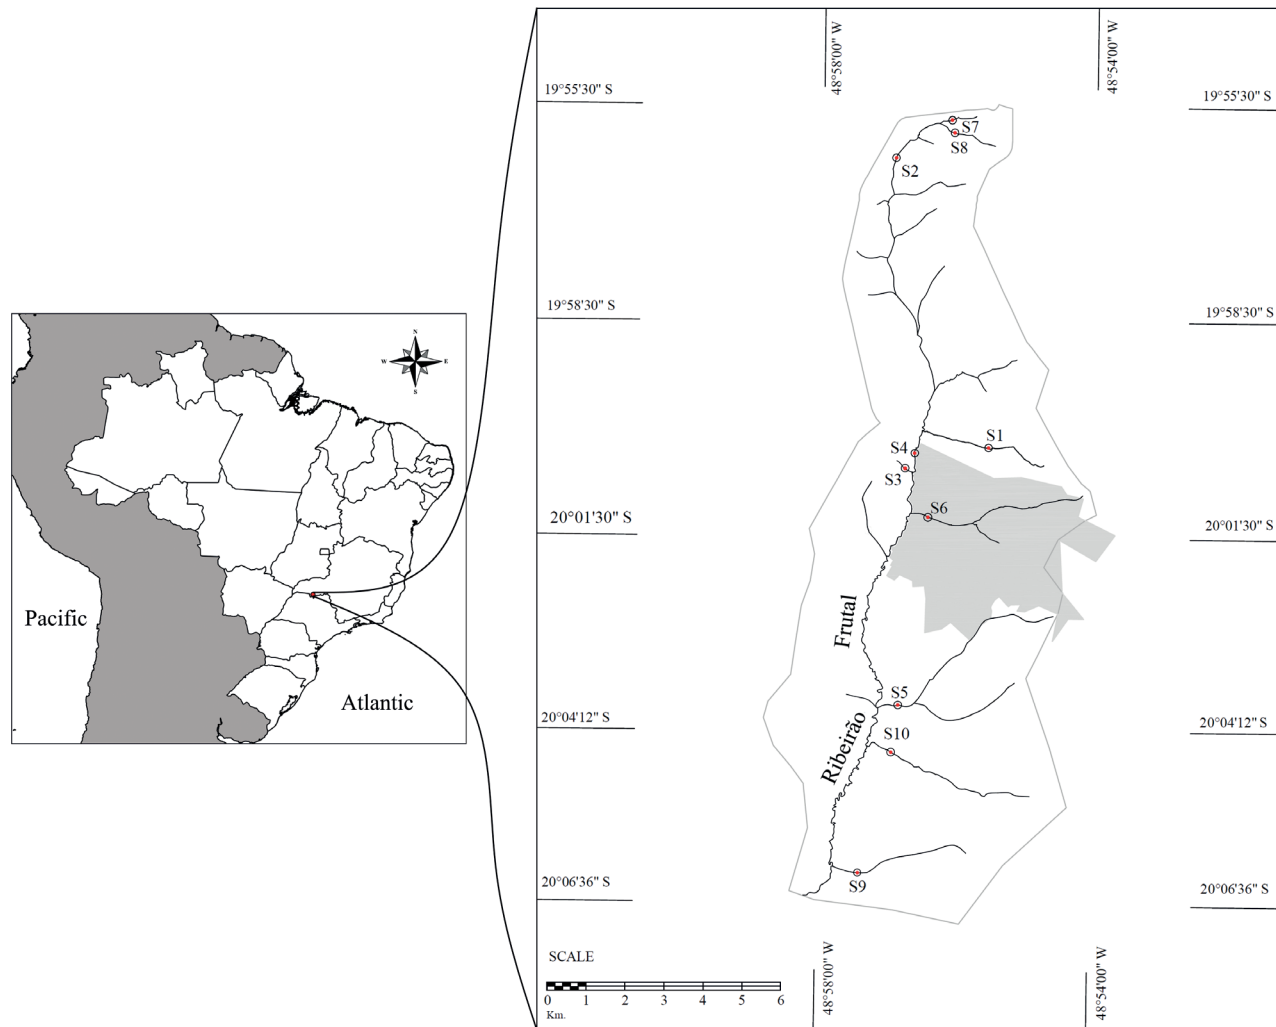 48°58'00" W
48°54'00" W
19°55'30" S
19°55'30" S
S7
S8
S2
19°58'30" S
19°58'30" S
N
W
E
S
S1
S4
S3
S6
20°01'30" S
20°01'30" S
Pacific
Atlantic
Ribeirão Frutal
S5
20°04'12" S
20°04'12" S
S10
S9
20°06'36" S
20°06'36" S
SCALE
0 1 2 3 4 5 6
Km.
48°58'00" W
48°54'00" W